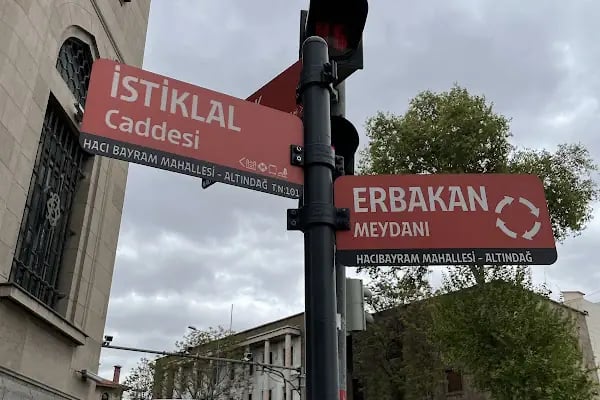 İSTİKLAL
Caddesi
HACI BAYRAM MAHALLESİ - ALTINDAĞ T.N:101
ERBAKAN
MEYDANI
HACIBAYRAM MAHALLESİ - ALTINDAĞ